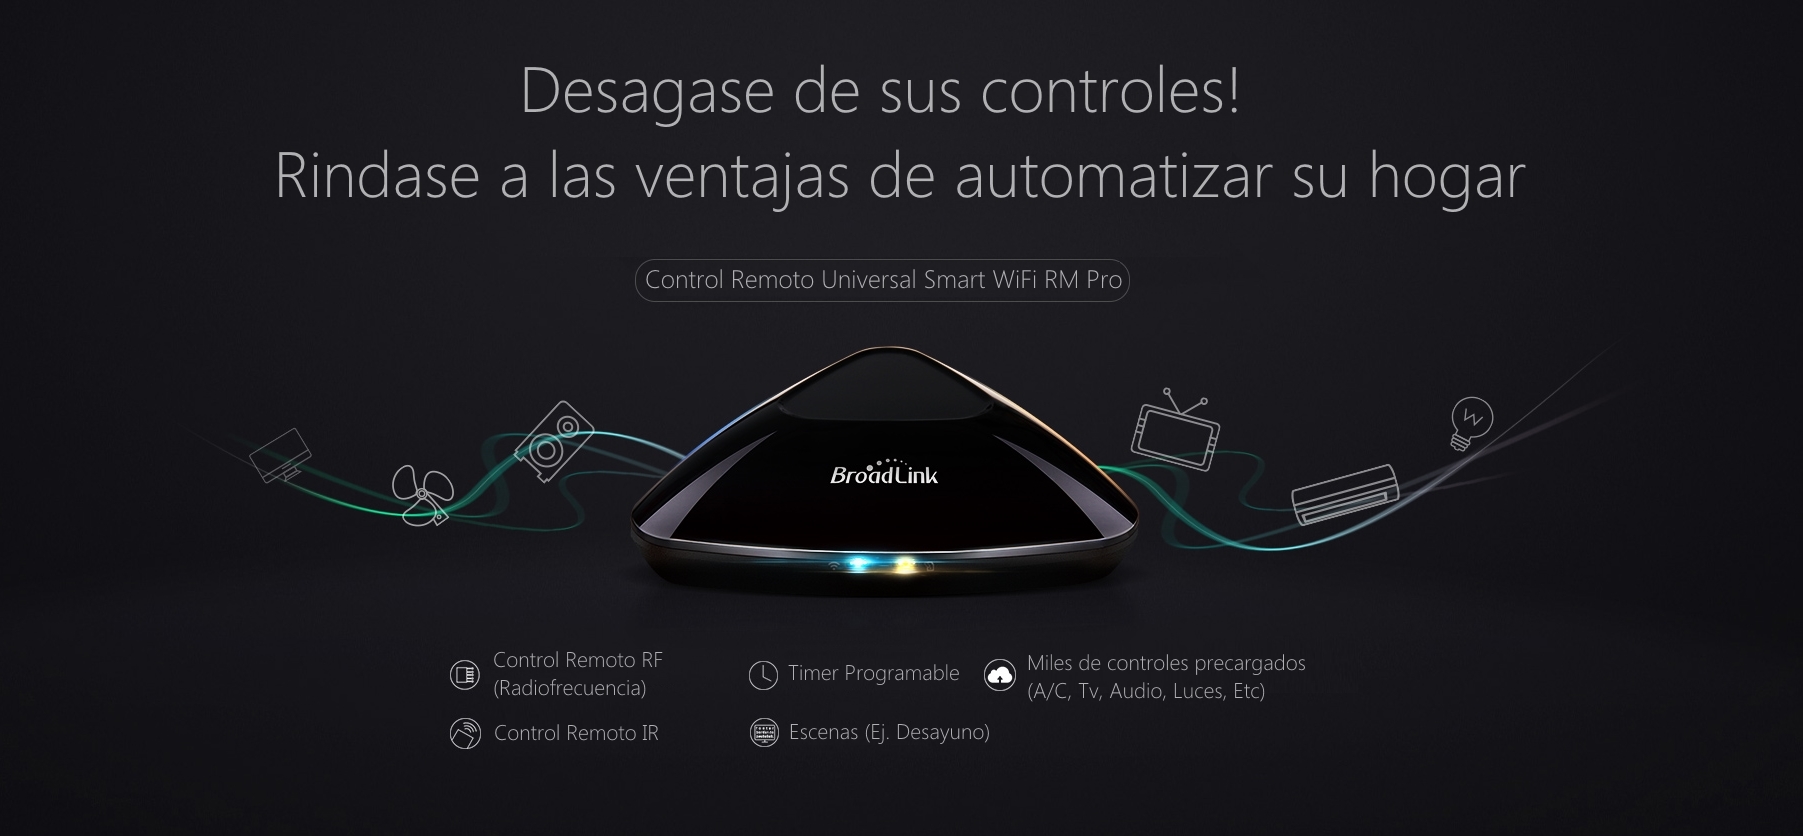 Desagase de sus controles!
Rindase a las ventajas de automatizar su hogar
Control Remoto Universal Smart WiFi RM Pro
BroadLink
Control Remoto RF
(Radiofrecuencia)
Timer Programable
Miles de controles precargados
(A/C, Tv, Audio, Luces, Etc)
Control Remoto IR
Escenas (Ej. Desayuno)